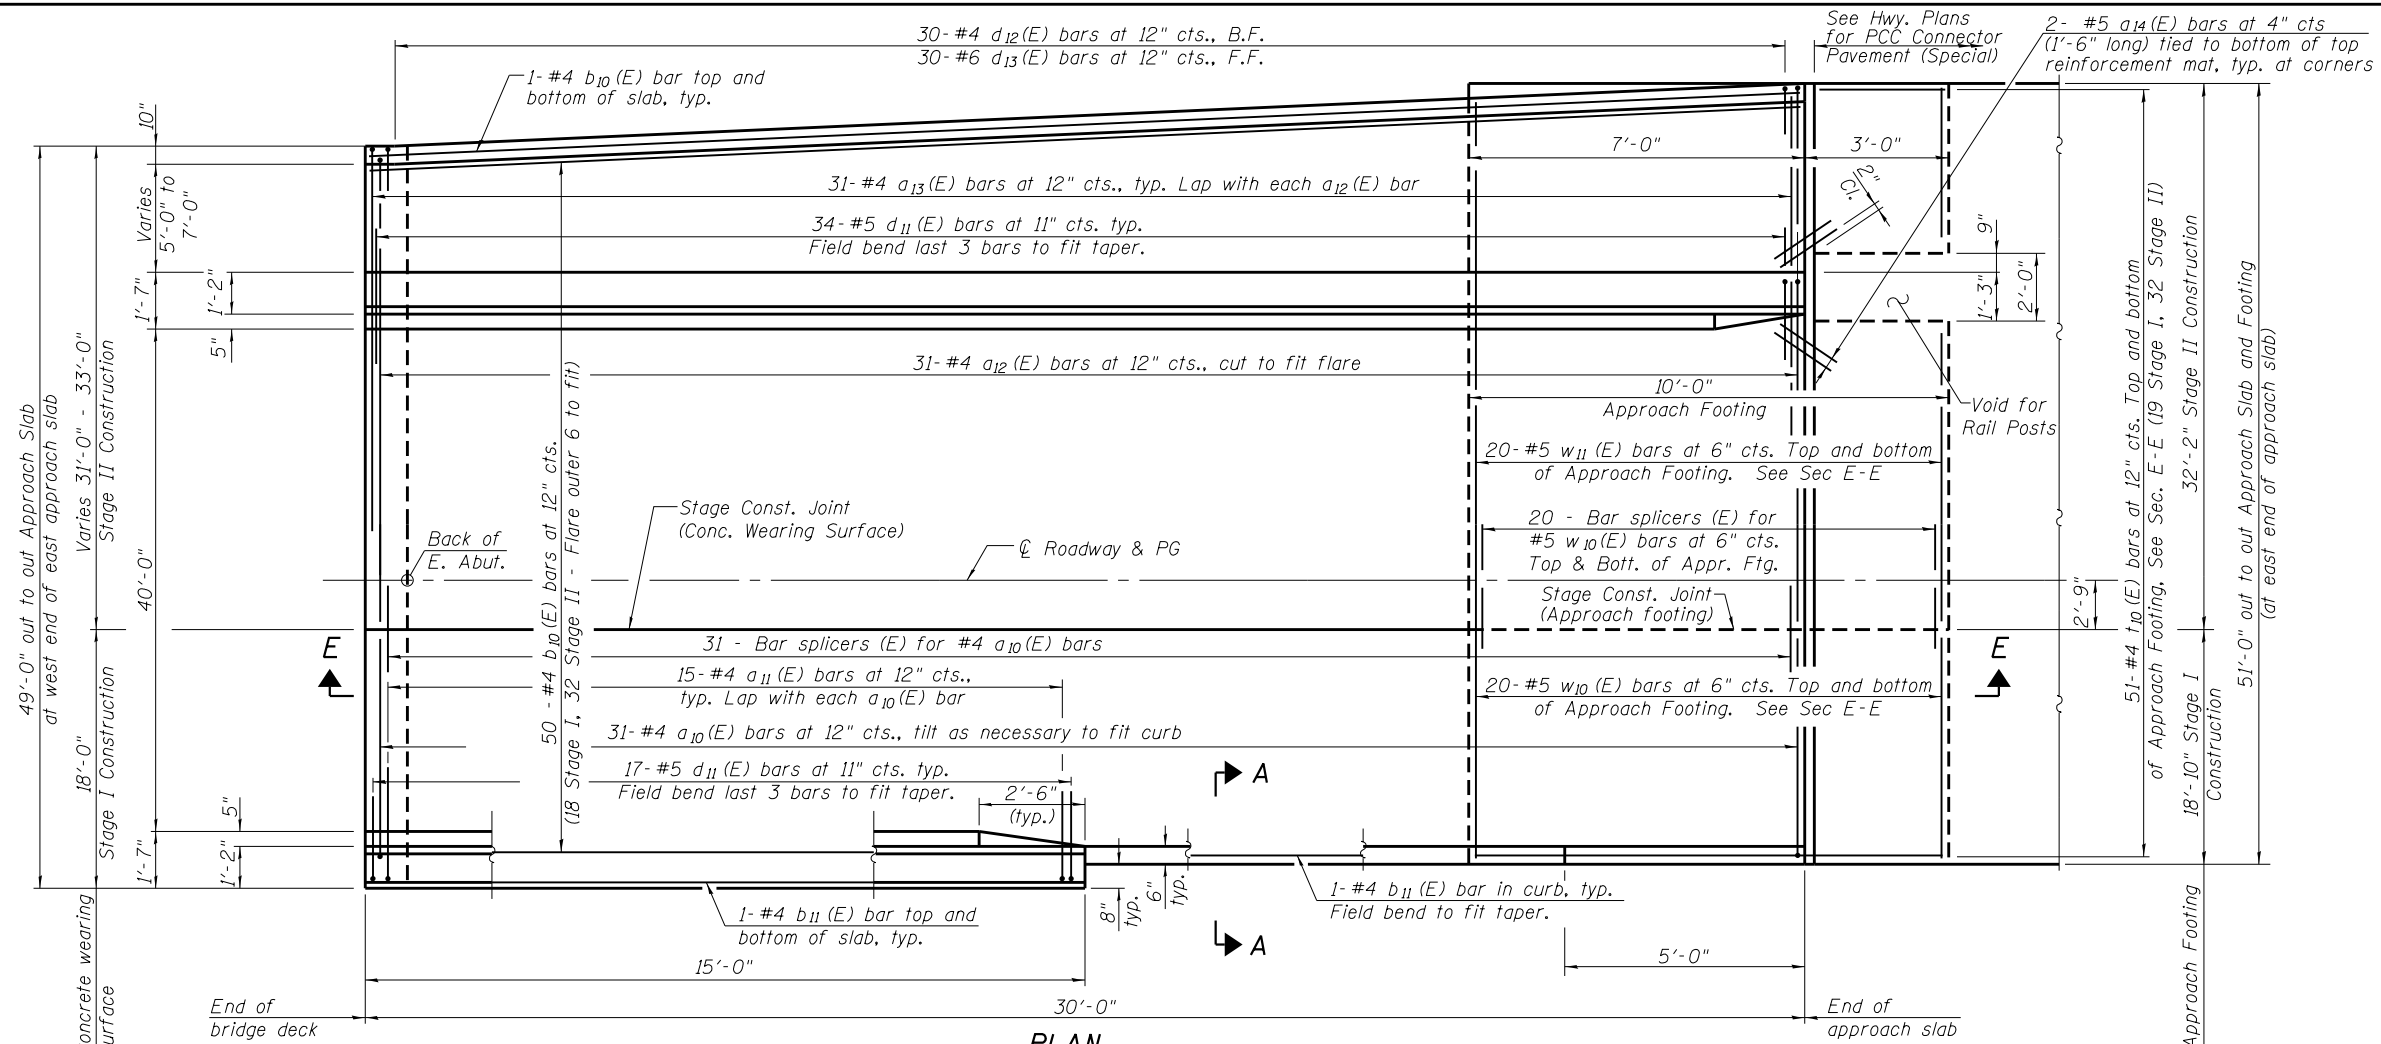 30-#4 d12(E) bars at 12" cts., B.F.
30-#6 d13(E) bars at 12" cts., F.F.
See Hwy. Plans
for PCC Connector
Pavement (Special)
2- #5 a14(E) bars at 4" cts
(1'-6" long) tied to bottom of top
reinforcement mat, typ. at corners
1-#4 b10(E) bar top and
bottom of slab, typ.
10"
7'-0"
3'-0"
2"
Cl.
31-#4 a13(E) bars at 12" cts., typ. Lap with each a12(E) bar
Varies
5'-0" to
7'-0"
34-#5 d11(E) bars at 11" cts. typ.
Field bend last 3 bars to fit taper.
9"
1'-3"
2'-0"
1'-7"
1'-2"
5"
31-#4 a12(E) bars at 12" cts., cut to fit flare
10'-0"
Approach Footing
Void for
Rail Posts
49'-0" out to out Approach Slab
at west end of east approach slab
Varies 31'-0" - 33'-0"
Stage II Construction
40'-0"
50 -#4 b10(E) bars at 12" cts.
(18 Stage I, 32 Stage II - Flare outer 6 to fit)
20-#5 w11(E) bars at 6" cts. Top and bottom
of Approach Footing. See Sec E-E
51-#4 t10(E) bars at 12" cts. Top and bottom
of Approach Footing, See Sec. E-E (19 Stage I, 32 Stage II)
32'-2" Stage II Construction
51'-0" out to out Approach Slab and Footing
(at east end of approach slab)
Stage Const. Joint
(Conc. Wearing Surface)
Back of
E. Abut.
℄ Roadway & PG
20 - Bar splicers (E) for
#5 w10(E) bars at 6" cts.
Top & Bott. of Appr. Ftg.
Stage Const. Joint
(Approach footing)
2'-9"
E
31 - Bar splicers (E) for #4 a10(E) bars
E
15-#4 a11(E) bars at 12" cts.,
typ. Lap with each a10(E) bar
20-#5 w10(E) bars at 6" cts. Top and bottom
of Approach Footing. See Sec E-E
18'-0"
Stage I Construction
31-#4 a10(E) bars at 12" cts., tilt as necessary to fit curb
18'-10" Stage I
Construction
17-#5 d11(E) bars at 11" cts. typ.
Field bend last 3 bars to fit taper.
2'-6"
(typ.)
A
5"
1'-7"
1'-2"
8"
typ.
6"
typ.
1-#4 b11(E) bar in curb, typ.
Field bend to fit taper.
1-#4 b11(E) bar top and
bottom of slab, typ.
A
15'-0"
5'-0"
30'-0"
End of
bridge deck
End of
approach slab
oncrete wearing
urface
Approach Footing
PLAN